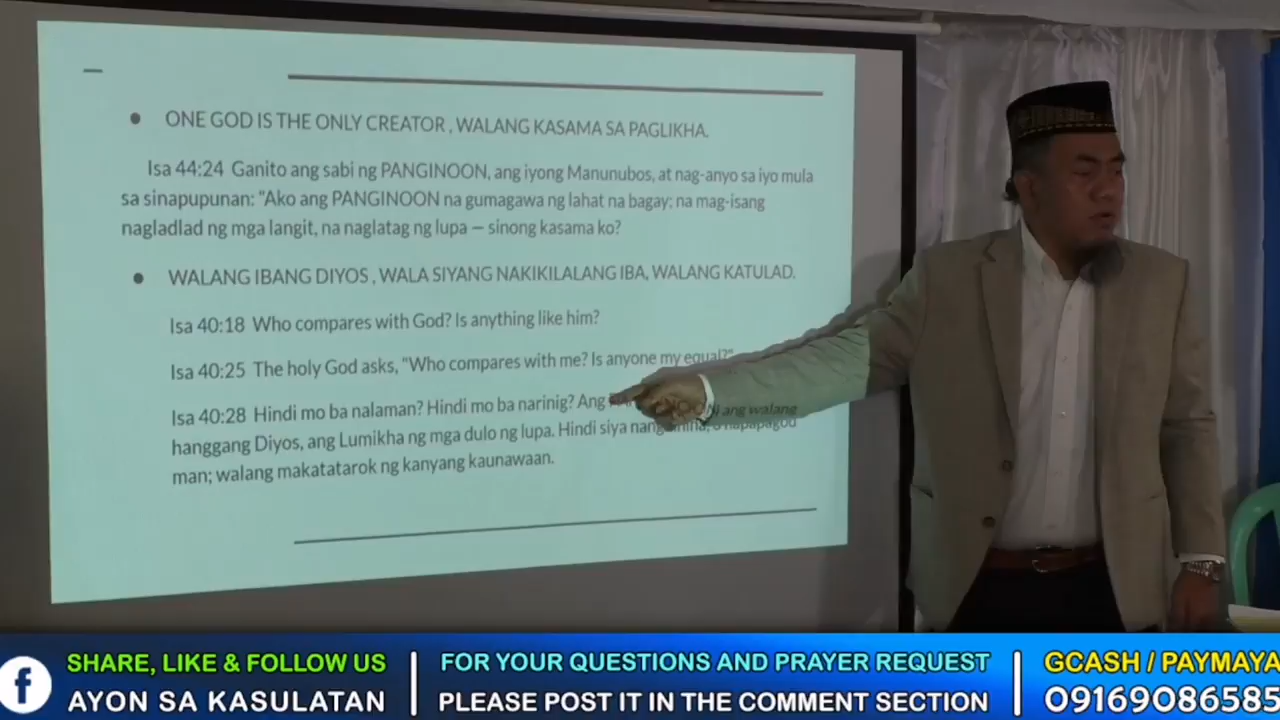 ONE GOD IS THE ONLY CREATOR , WALANG KASAMA SA PAGLIKHA.
Isa 44:24 Ganito ang sabi ng PANGINOON, ang iyong Manunubos, at nag-anyo sa iyo mula
sa sinapupunan: "Ako ang PANGINOON na gumagawa ng lahat na bagay: na mag-isang
nagladlad ng mga langit, na naglatag ng lupa — sinong kasama ko?
WALANG IBANG DIYOS , WALA SIYANG NAKIKILALANG IBA, WALANG KATULAD.
Isa 40:18 Who compares with God? Is anything like him?
Isa 40:25 The holy God asks, "Who compares with me? Is anyone my equal?"
Isa 40:28 Hindi mo ba nalaman? Hindi mo ba narinig? Ang ang walang
hanggang Diyos, ang Lumikha ng mga dulo ng lupa. Hindi siya napapagod
man; walang makatatarok ng kanyang kaunawaan.
f SHARE, LIKE & FOLLOW US
AYON SA KASULATAN
FOR YOUR QUESTIONS AND PRAYER REQUEST
PLEASE POST IT IN THE COMMENT SECTION
GCASH / PAYMAYA
09169086585